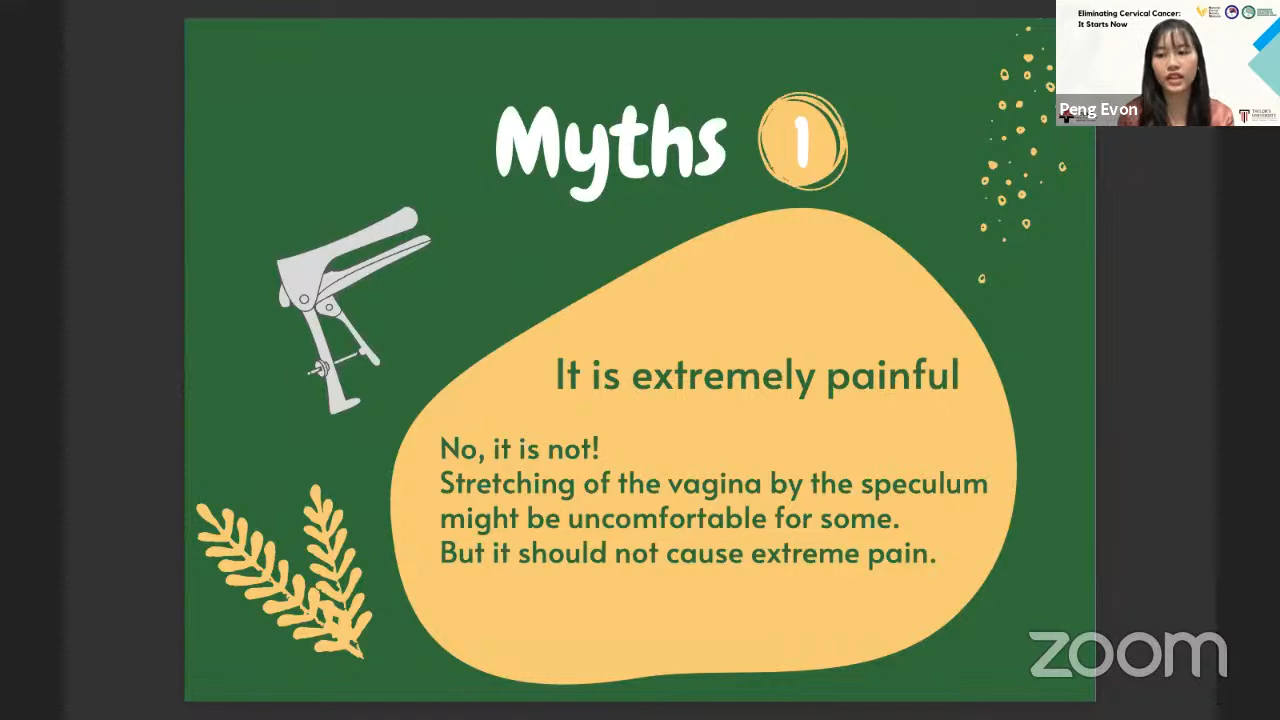 Eliminating Cervical Cancer:
It Starts Now
Peng Evon
TAYLOR'S
UNIVERSITY
Myths 1
It is extremely painful
No, it is not!
Stretching of the vagina by the speculum
might be uncomfortable for some.
But it should not cause extreme pain.
zoom